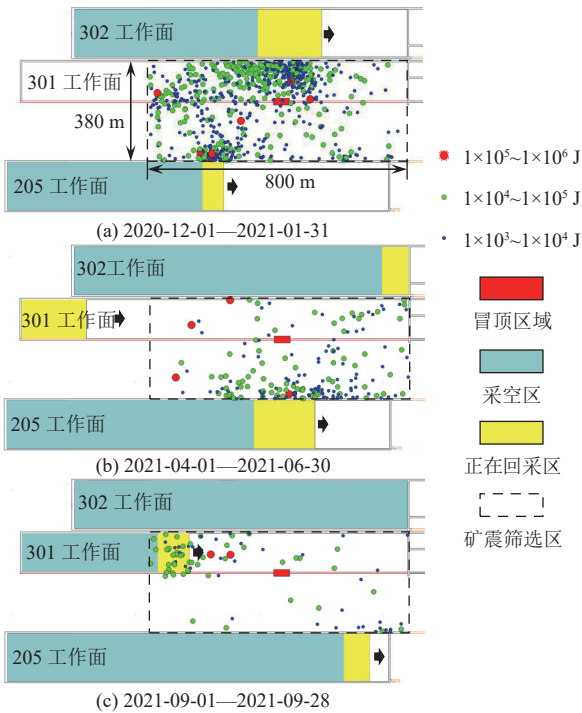 302 工作面
301 工作面
380 m
800 m
205 工作面
(a) 2020-12-01—2021-01-31
302工作面
301 工作面
205 工作面
(b) 2021-04-01—2021-06-30
302 工作面
301 工作面
205 工作面
(c) 2021-09-01—2021-09-28
1×10⁵~1×10⁶ J
1×10⁴~1×10⁵ J
1×10³~1×10⁴ J
冒顶区域
采空区
正在回采区
矿震筛选区